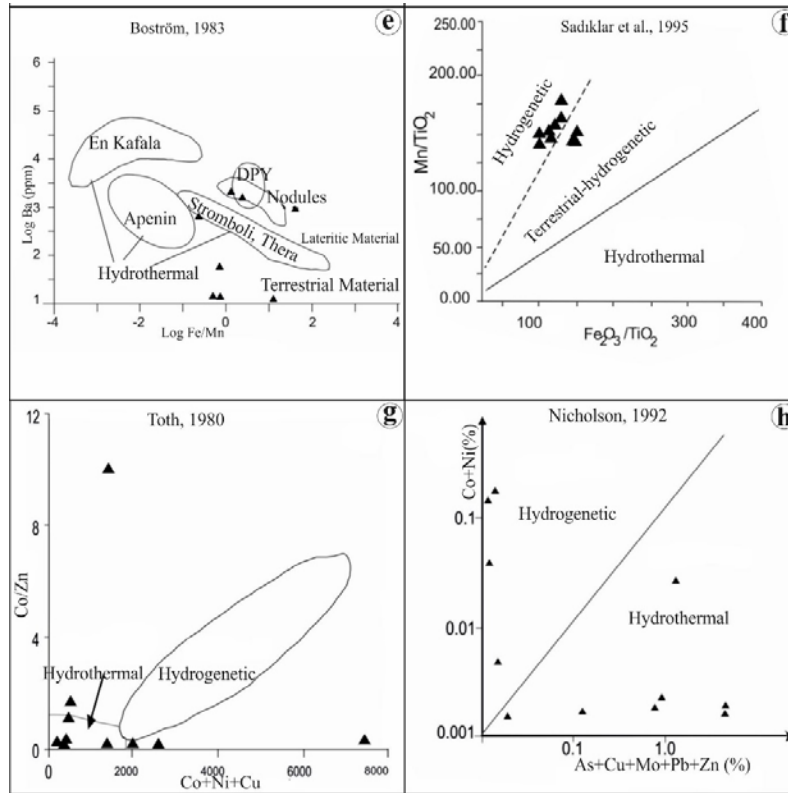 Boström, 1983
e
6
5
4
3
2
1
Log Ba (ppm)
En Kafala
DPY
Nodules
Apenin
Stromboli, Thera
Lateritic Material
Hydrothermal
Terrestrial Material
-4
-2
0
2
4
Log Fe/Mn
Sadıklar et al., 1995
f
250.00
200.00
150.00
100.00
50.00
0.00
Mn/TiO2
Hydrogenetic
Terrestrial-hydrogenetic
Hydrothermal
100
300
400
Fe2O3/TiO2
Toth, 1980
g
12
8
4
0
Co/Zn
Hydrothermal
Hydrogenetic
0
2000
4000
6000
8000
Co+Ni+Cu
Nicholson, 1992
h
Co+Ni(%)
0.1
0.01
0.001
Hydrogenetic
Hydrothermal
0.1
1.0
As+Cu+Mo+Pb+Zn (%)